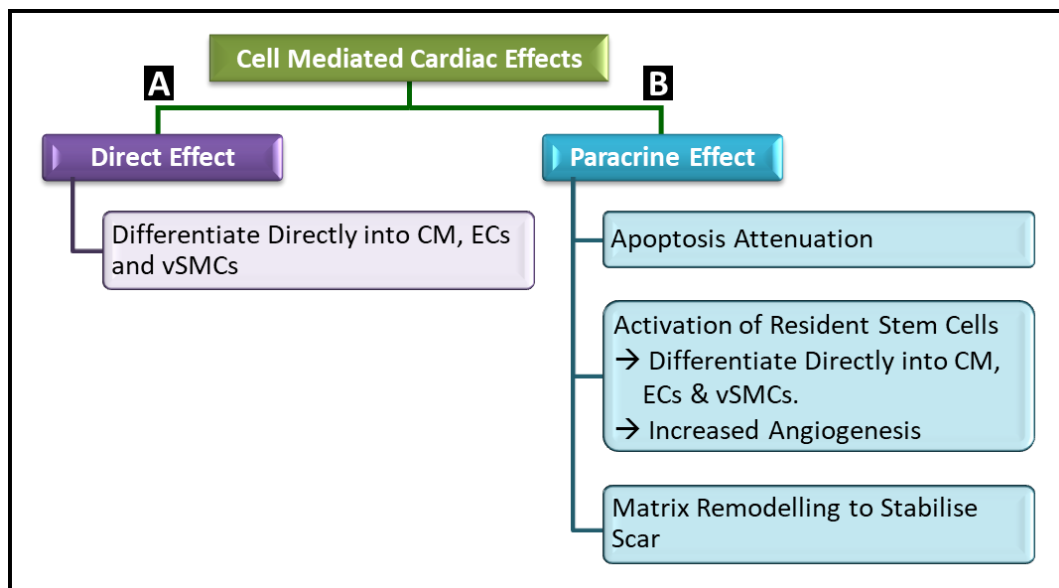 Cell Mediated Cardiac Effects
A
B
Direct Effect
Differentiate Directly into CM, ECs
and vSMCs
Paracrine Effect
Apoptosis Attenuation
Activation of Resident Stem Cells
→ Differentiate Directly into CM,
ECs & vSMCs.
→ Increased Angiogenesis
Matrix Remodelling to Stabilise
Scar